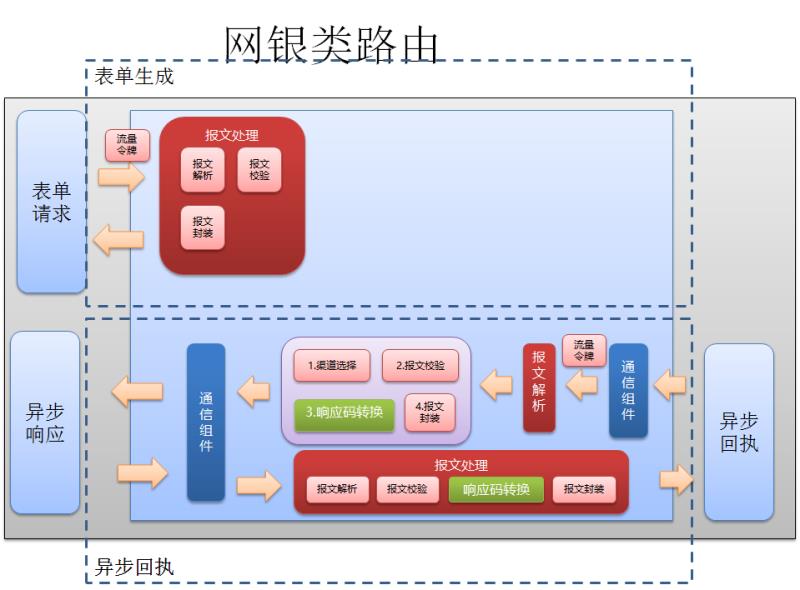 网银类路由
表单生成
流量
令牌
报文处理
报文
解析
报文
校验
报文
封装
表单
请求
异步
响应
通信组件
1.渠道选择
2.报文校验
3.响应码转换
4.报文
封装
报文解析
流量
令牌
通信组件
异步
回执
报文处理
报文解析
报文校验
响应码转换
报文封装
异步回执